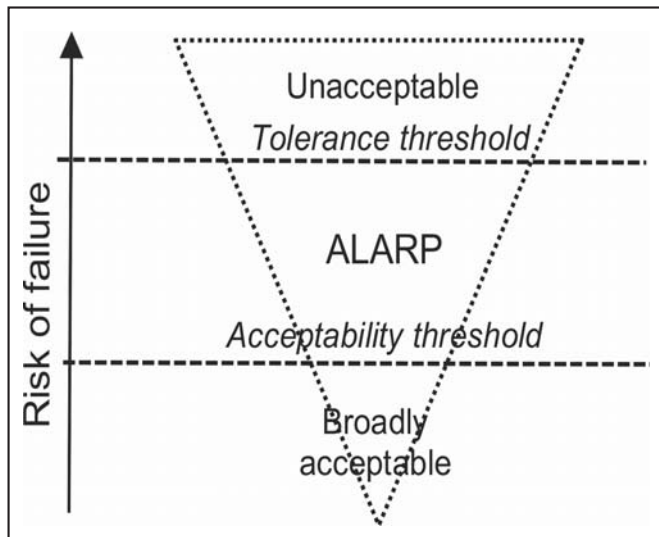 Unacceptable
Tolerance threshold
ALARP
Acceptability threshold
Broadly
acceptable
Risk of failure